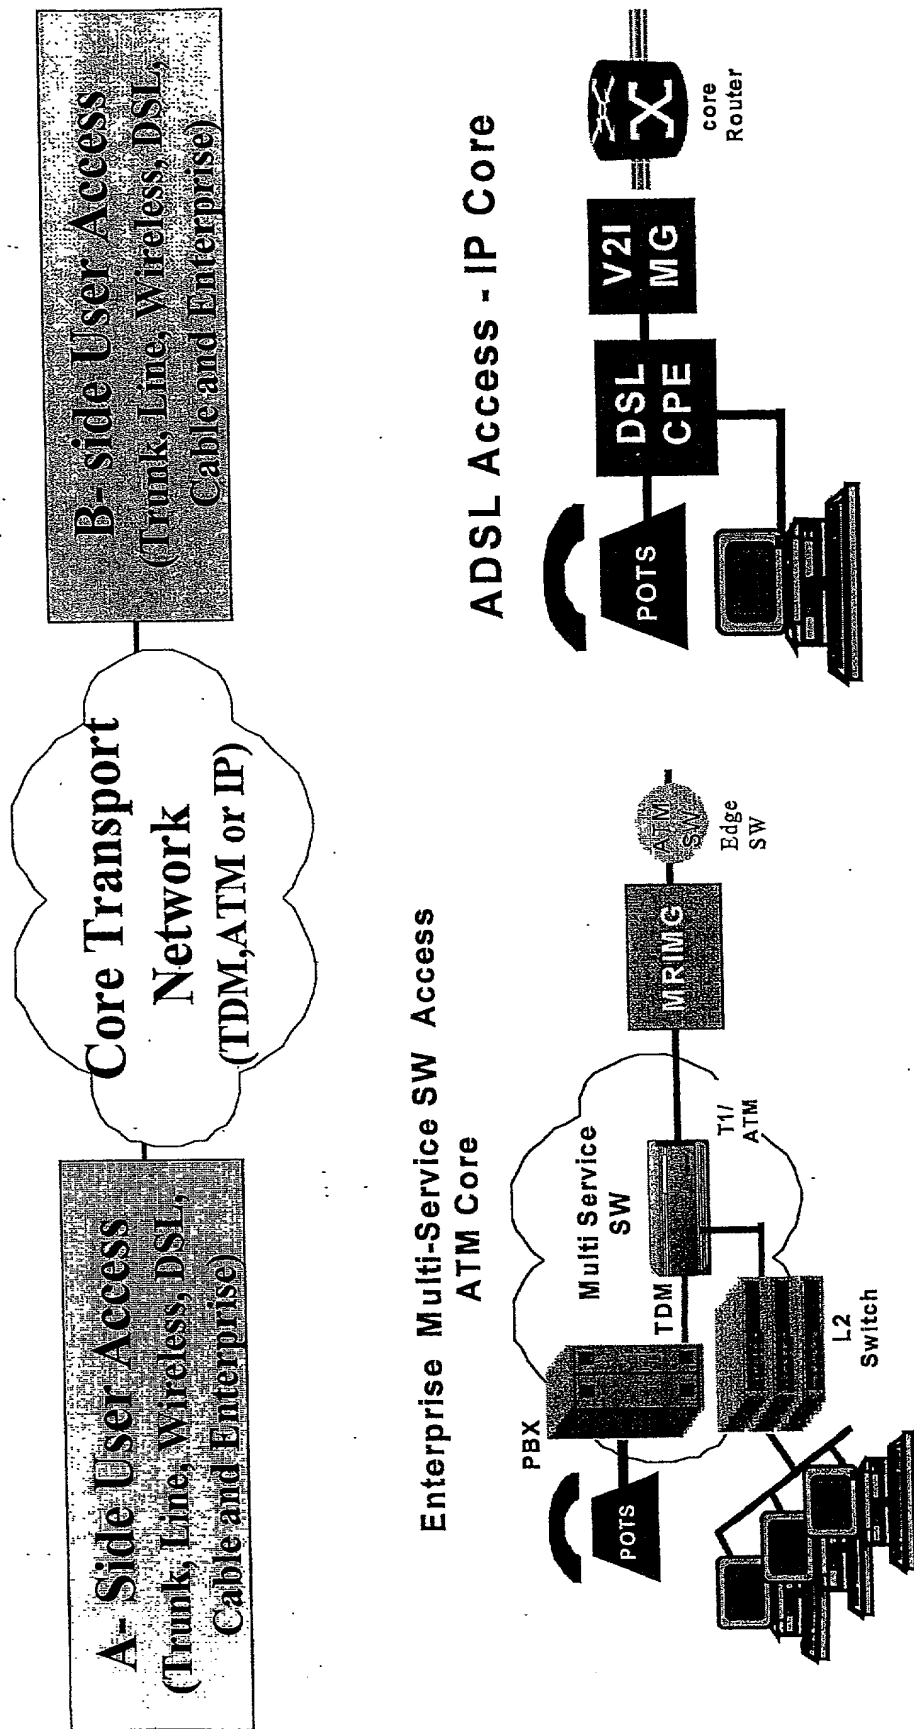 A- Side User Access
(Trunk, Line, Wireless, DSL,
Cable and Enterprise)
Core Transport
Network
(TDM,ATM or IP)
B- side User Access
(Trunk, Line, Wireless, DSL,
Cable and Enterprise)
Enterprise Multi-Service SW Access
ATM Core
POTS
PBX
TDM
Multi Service
SW
T1/
ATM
L2
Switch
MRIMG
ATM
SW
Edge
SW
ADSL Access - IP Core
POTS
DSL
CPE
V2I
MG
core
Router